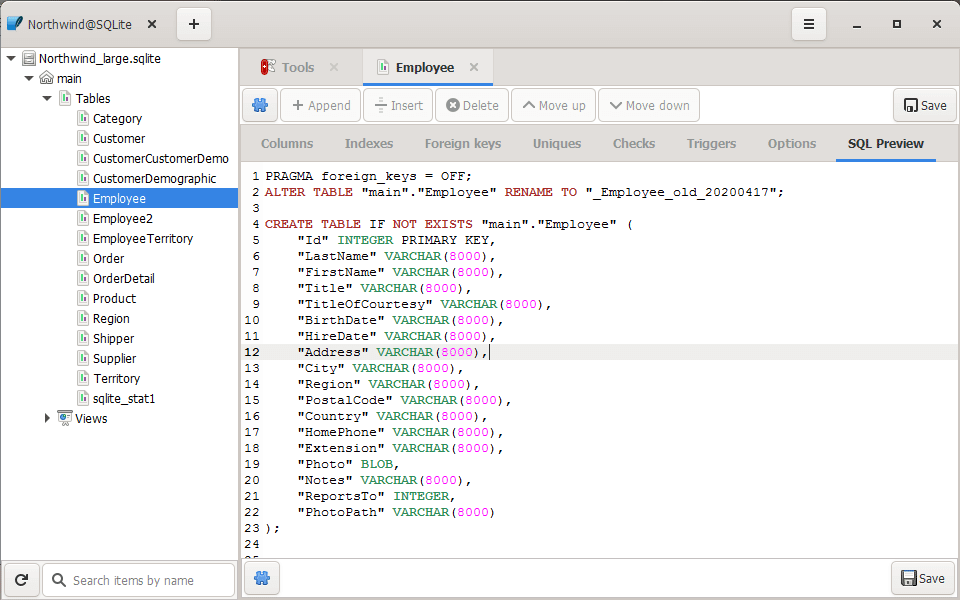 Northwind@SQLite
Northwind_large.sqlite
main
Tables
Category
Customer
CustomerCustomerDemo
CustomerDemographic
Employee
Employee2
EmployeeTerritory
Order
OrderDetail
Product
Region
Shipper
Supplier
Territory
sqlite_stat1
Views
Search items by name
Tools
Employee
Append
Insert
Delete
Move up
Move down
Save
Columns Indexes Foreign keys Uniques Checks Triggers Options SQL Preview
1 PRAGMA foreign_keys = OFF;
2 ALTER TABLE "main"."Employee" RENAME TO "_Employee_old_20200417";
3
4 CREATE TABLE IF NOT EXISTS "main"."Employee" (
5 "Id" INTEGER PRIMARY KEY,
6 "LastName" VARCHAR(8000),
7 "FirstName" VARCHAR(8000),
8 "Title" VARCHAR(8000),
9 "TitleOfCourtesy" VARCHAR(8000),
10 "BirthDate" VARCHAR(8000),
11 "HireDate" VARCHAR(8000),
12 "Address" VARCHAR(8000),
13 "City" VARCHAR(8000),
14 "Region" VARCHAR(8000),
15 "PostalCode" VARCHAR(8000),
16 "Country" VARCHAR(8000),
17 "HomePhone" VARCHAR(8000),
18 "Extension" VARCHAR(8000),
19 "Photo" BLOB,
20 "Notes" VARCHAR(8000),
21 "ReportsTo" INTEGER,
22 "PhotoPath" VARCHAR(8000)
23 );
24
Save